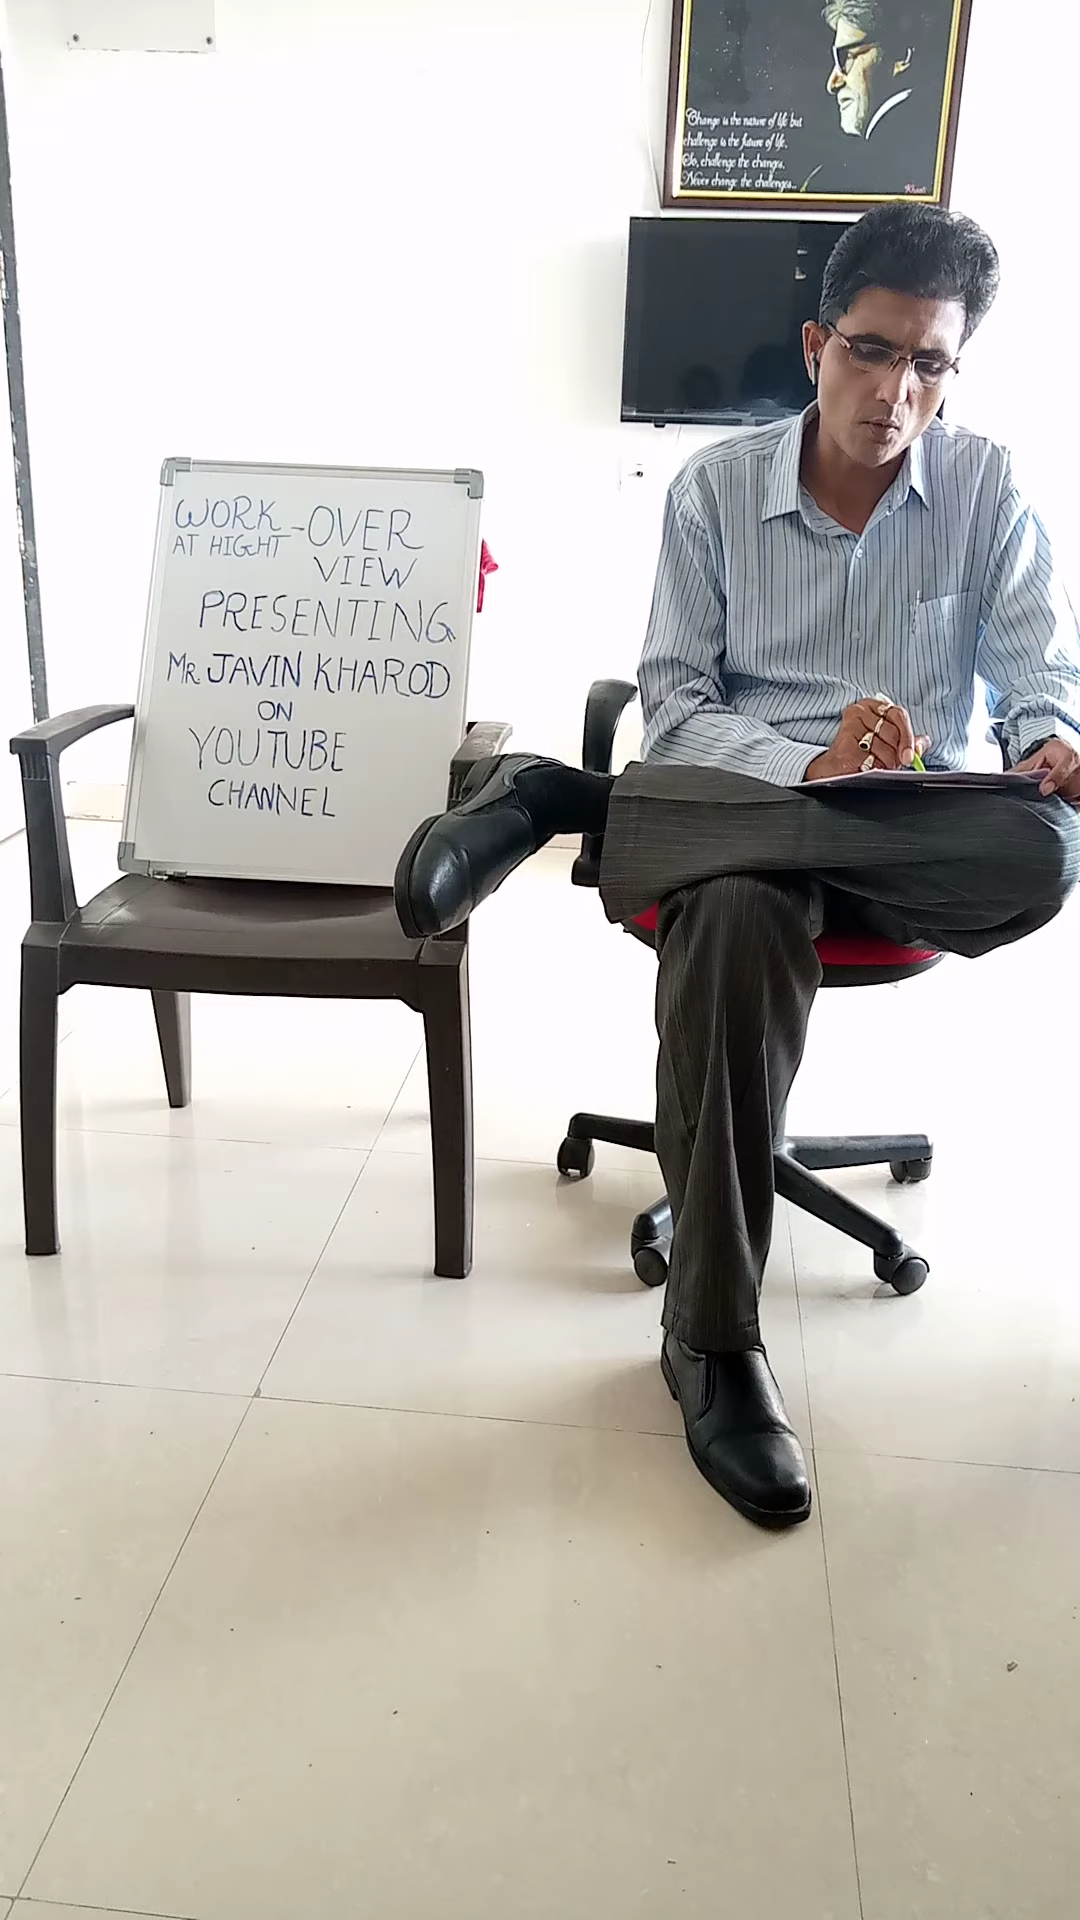 Change is the nature of life but
challenge is the future of life.
So, challenge the changes.
Never change the challenges...
WORK - OVER
AT HIGHT VIEW
PRESENTING
MR. JAVIN KHAROD
ON
YOUTUBE
CHANNEL